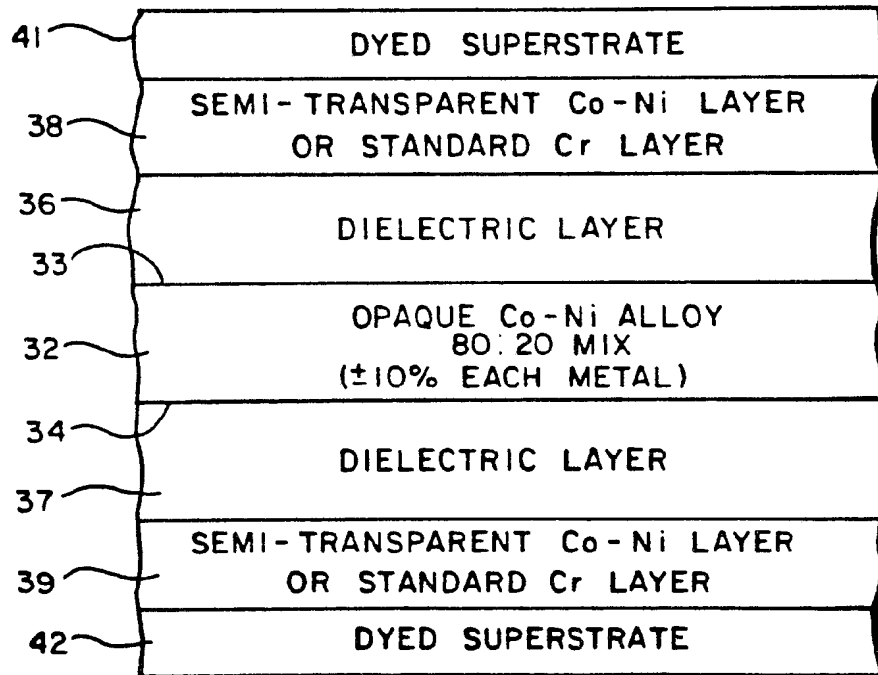 41
DYED SUPERSTRATE
38
SEMI-TRANSPARENT Co-Ni LAYER
OR STANDARD Cr LAYER
36
DIELECTRIC LAYER
33
32
OPAQUE Co-Ni ALLOY
80:20 MIX
(±10% EACH METAL)
34
DIELECTRIC LAYER
37
SEMI-TRANSPARENT Co-Ni LAYER
OR STANDARD Cr LAYER
39
DYED SUPERSTRATE
42